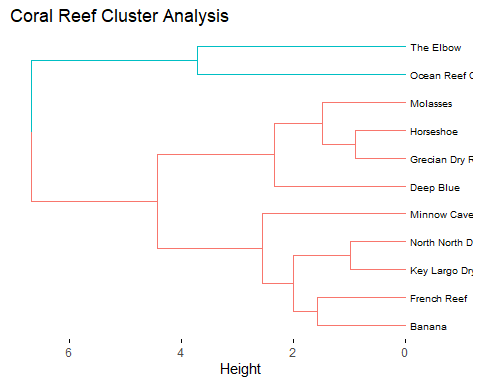 Coral Reef Cluster Analysis
The Elbow
Ocean Reef
Molasses
Horseshoe
Grecian Dry R
Deep Blue
Minnow Cave
North North D
Key Largo Dry
French Reef
Banana
6 4 2 0
Height